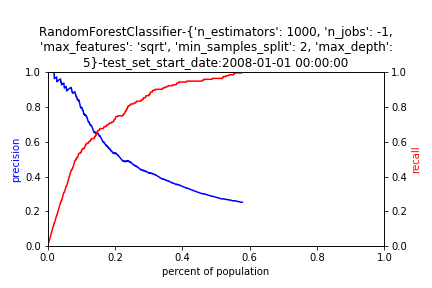 RandomForestClassifier-{'n_estimators': 1000, 'n_jobs': -1,
'max_features': 'sqrt', 'min_samples_split': 2, 'max_depth':
5}-test_set_start_date:2008-01-01 00:00:00
1.0 1.0
0.8 0.8
0.6 0.6
precision recall
0.4 0.4
0.2 0.2
0.0 0.0
0.0 0.2 0.4 0.6 0.8 1.0
percent of population